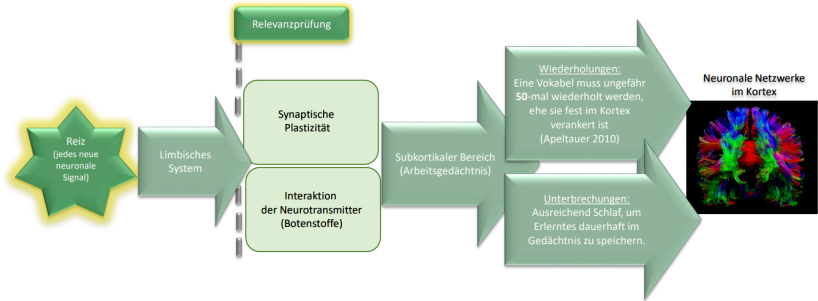 Relevanzprüfung
Reiz
(jedes neue
neuronale
Signal)
Limbisches
System
Synaptische
Plastizität
Interaktion
der Neurotransmitter
(Botenstoffe)
Subkortikaler Bereich
(Arbeitsgedächtnis)
Wiederholungen:
Eine Vokabel muss ungefähr
50-mal wiederholt werden,
ehe sie fest im Kortex
verankert ist
(Apeltauer 2010)
Unterbrechungen:
Ausreichend Schlaf, um
Erlerntes dauerhaft im
Gedächtnis zu speichern.
Neuronale Netzwerke
im Kortex